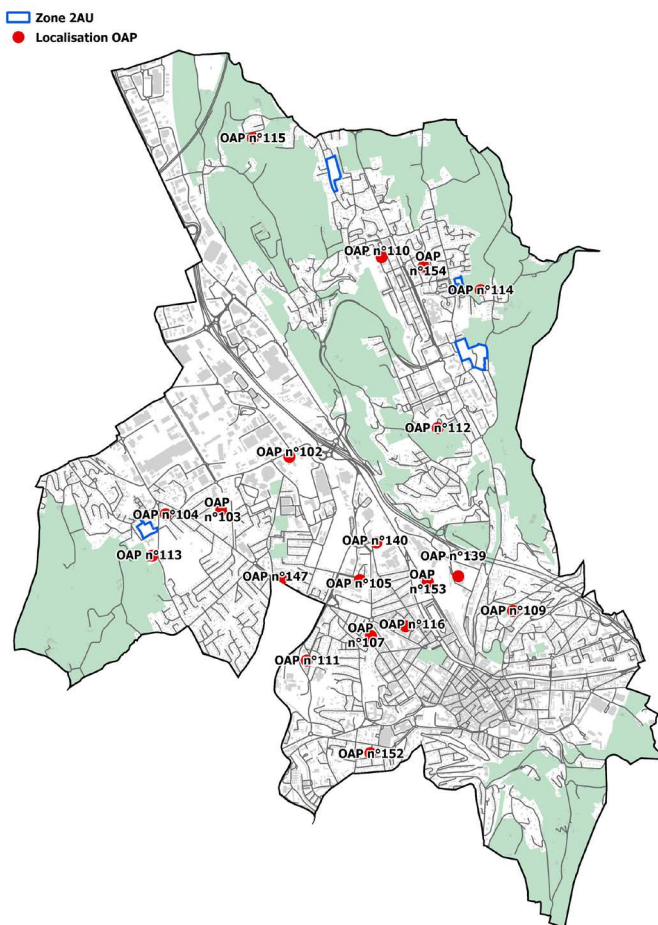 Zone 2AU
Localisation OAP
OAP n°115
OAP n°110
OAP
n°154
OAP n°114
OAP n°112
OAP n°102
OAP n°104
OAP
n°103
OAP n°140
OAP n°139
OAP n°113
OAP n°147
OAP n°105
OAP
n°153
OAP n°109
OAP n°116
OAP
n°107
OAP n°111
OAP n°152